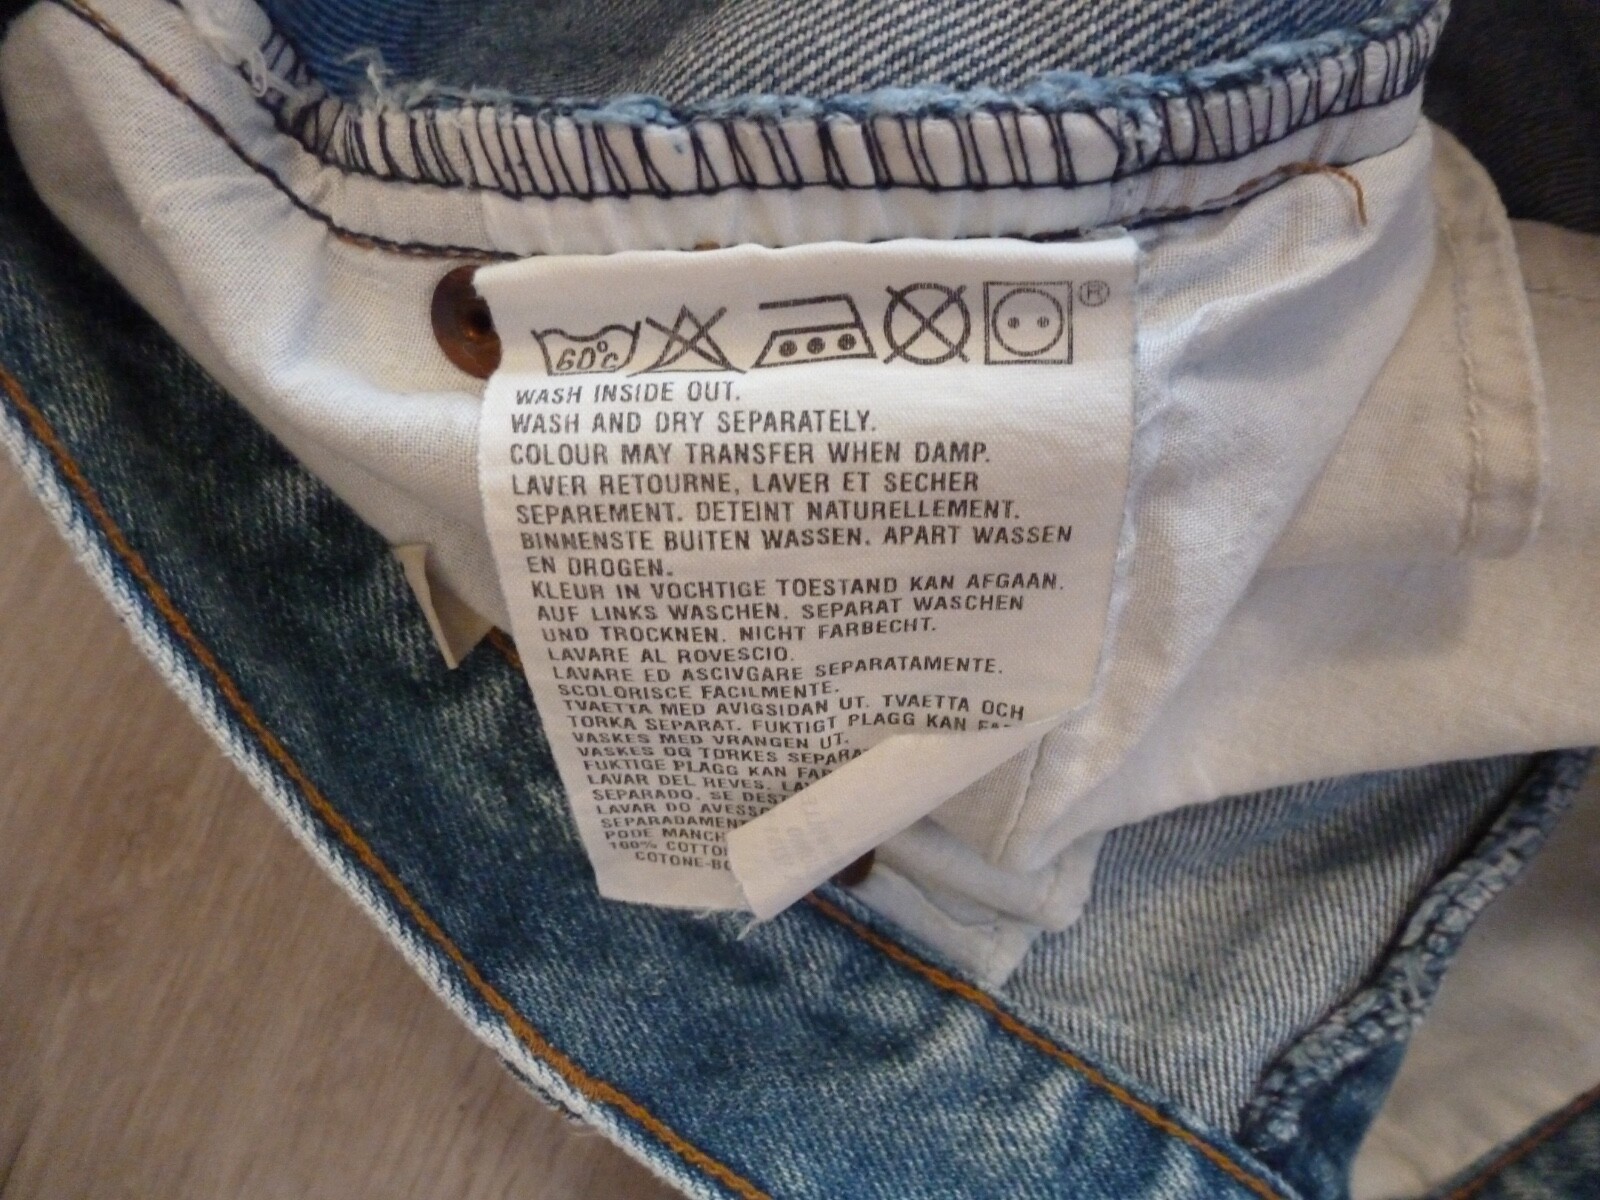 60°C ®
WASH INSIDE OUT.
WASH AND DRY SEPARATELY.
COLOUR MAY TRANSFER WHEN DAMP.
LAVER RETOURNE, LAVER ET SECHER
SEPAREMENT. DETEINT NATURELLEMENT.
BINNENSTE BUITEN WASSEN. APART WASSEN
EN DROGEN.
KLEUR IN VOCHTIGE TOESTAND KAN AFGAAN.
AUF LINKS WASCHEN. SEPARAT WASCHEN
UND TROCKNEN. NICHT FARBECHT.
LAVARE AL ROVESCIO.
LAVARE ED ASCIVGARE SEPARATAMENTE.
SCOLORISCE FACILMENTE.
TVAETTA MED AVIGSIDAN UT. TVAETTA OCH
TORKA SEPARAT. FUKTIGT PLAGG KAN
VASKES MED VRANGEN UT.
VASKES OG TORKES
FUKTIGE PLAGG KAN
LAVAR DEL REVES.
SEPARADO. SE
LAVAR DO
PODE
100%